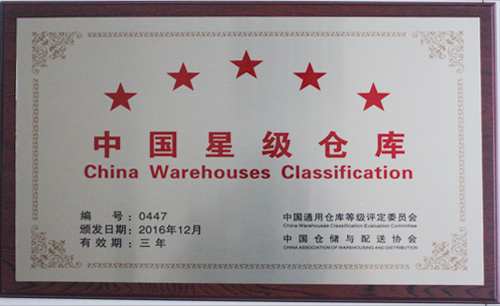 中国星级仓库
China Warehouses Classification
编 号：0447
颁发日期：2016年12月
有效期：三年
中国通用仓库等级评定委员会
China Warehouses Classification Evaluation Committee
中国仓储与配送协会
CHINA ASSOCIATION OF WAREHOUSING AND DISTRIBUTION